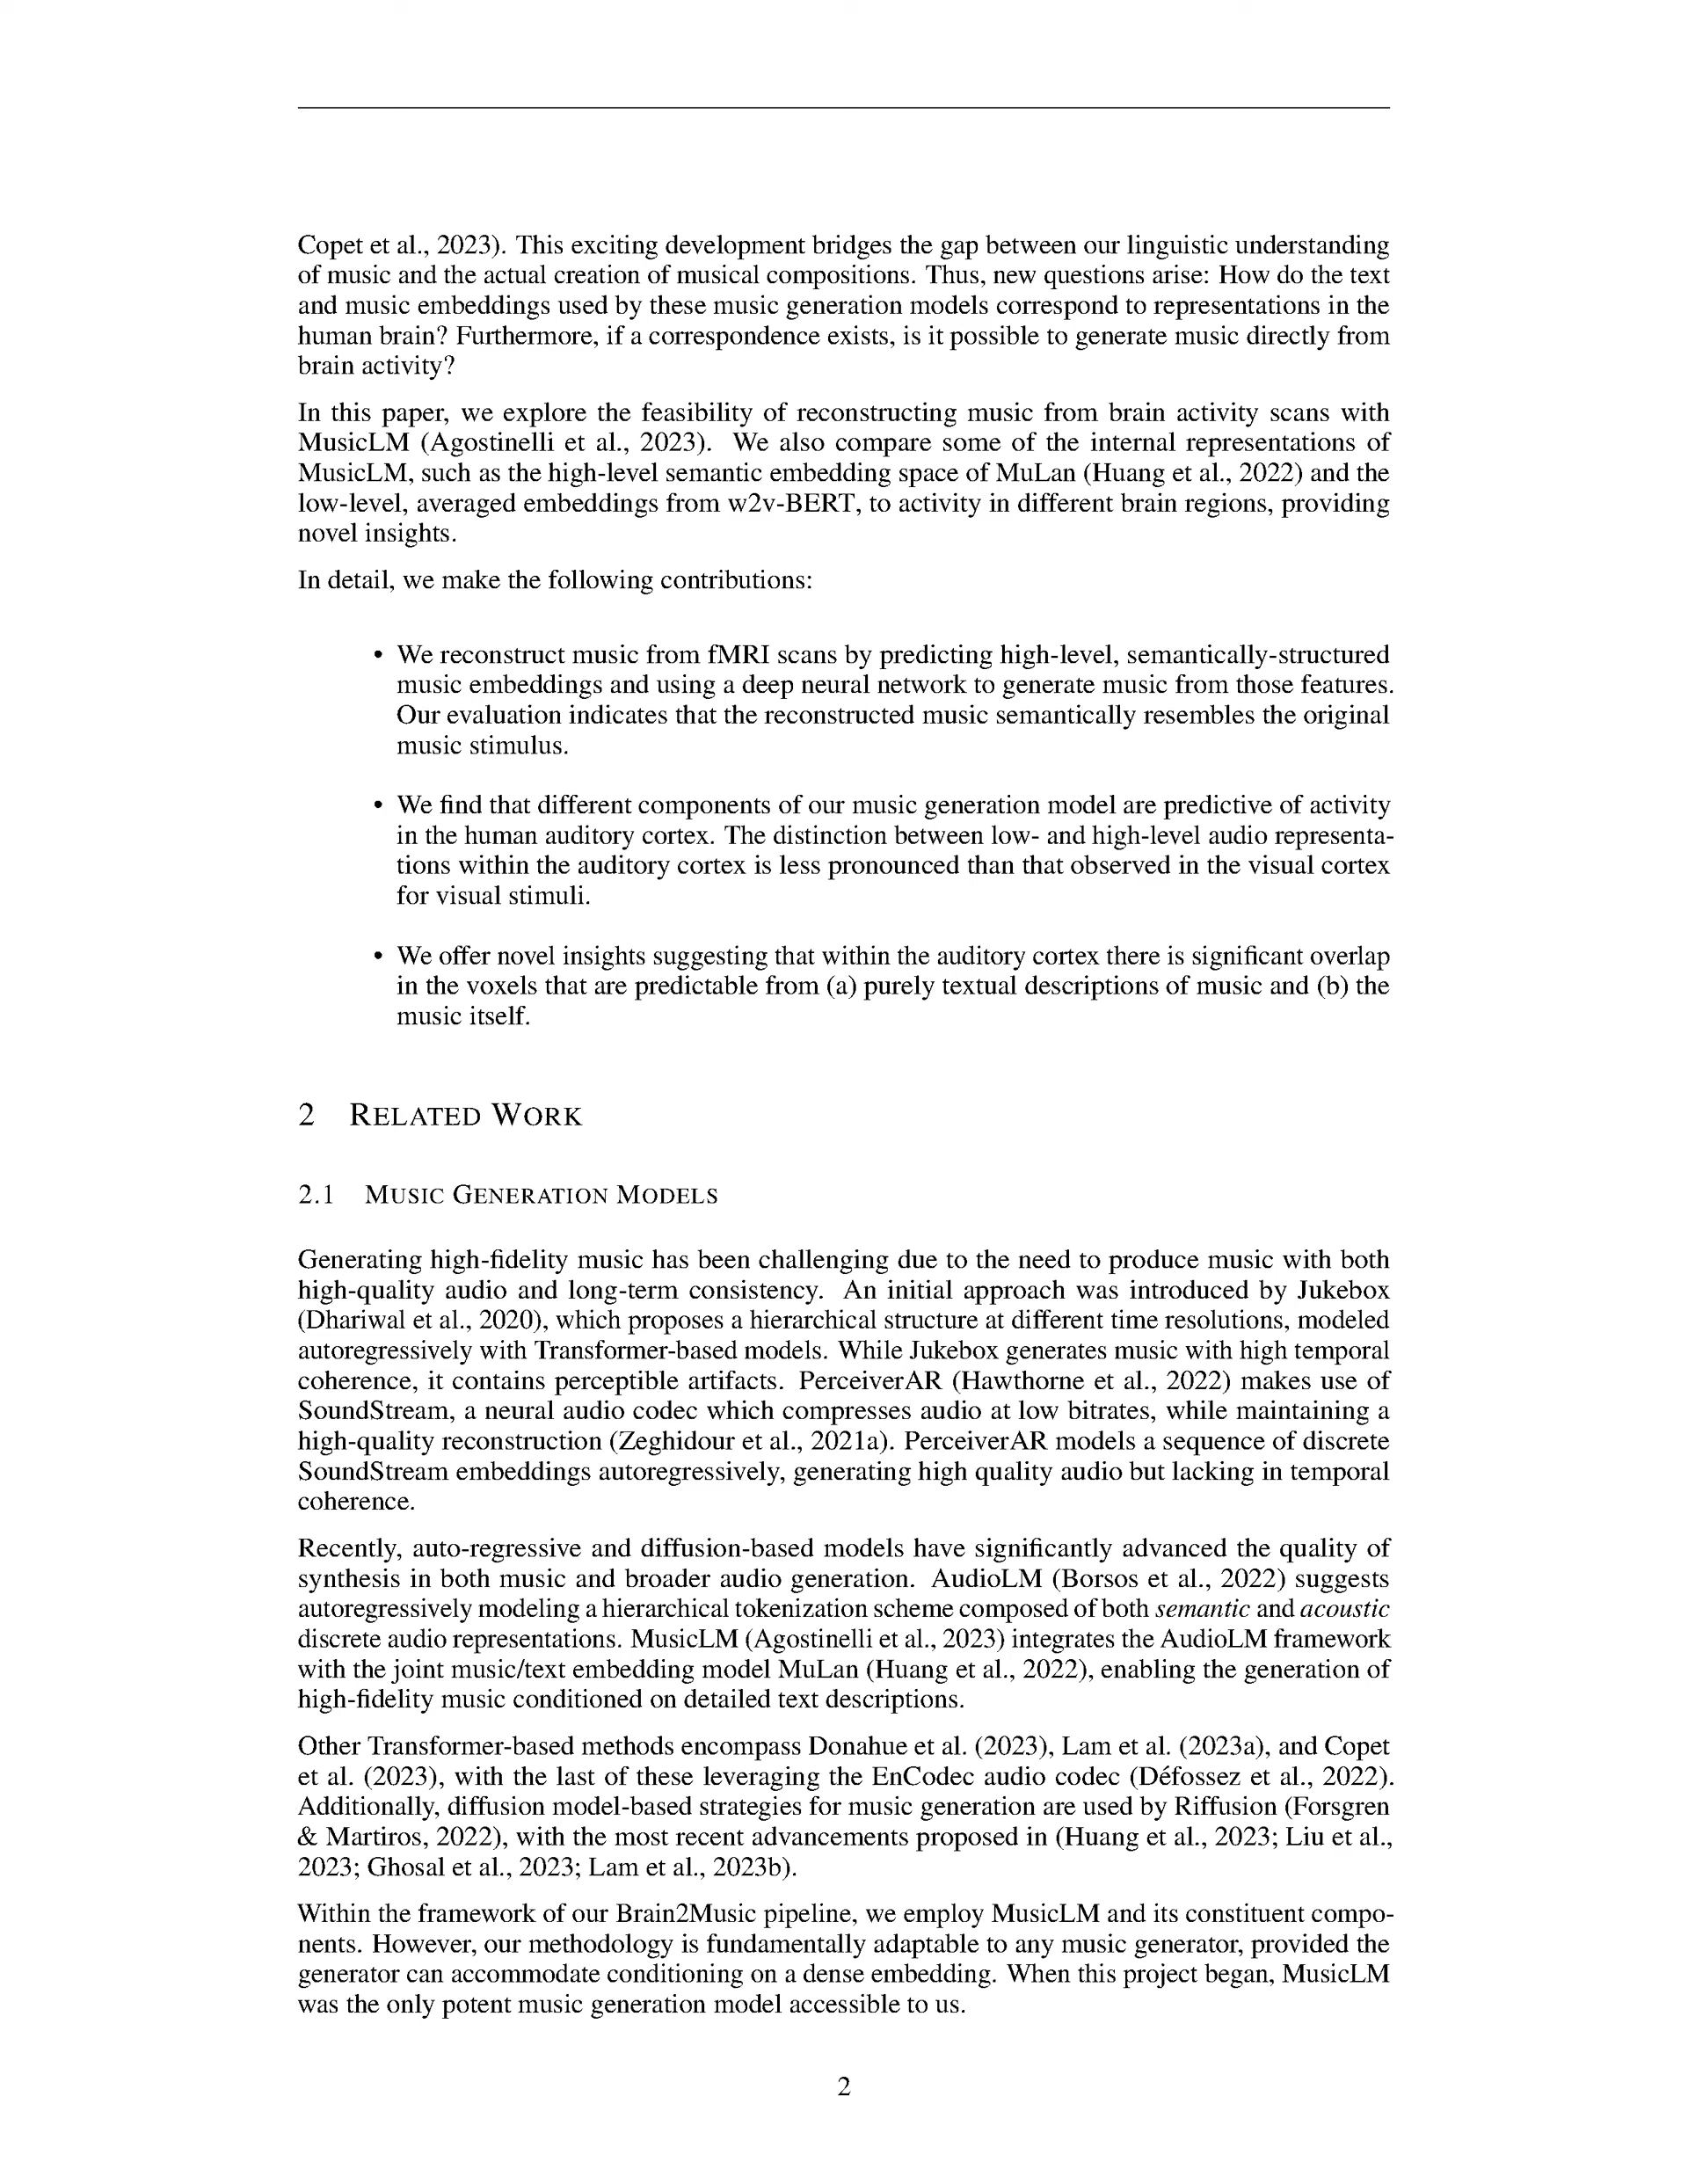 Copet et al., 2023). This exciting development bridges the gap between our linguistic understanding
of music and the actual creation of musical compositions. Thus, new questions arise: How do the text
and music embeddings used by these music generation models correspond to representations in the
human brain? Furthermore, if a correspondence exists, is it possible to generate music directly from
brain activity?
In this paper, we explore the feasibility of reconstructing music from brain activity scans with
MusicLM (Agostinelli et al., 2023). We also compare some of the internal representations of
MusicLM, such as the high-level semantic embedding space of MuLan (Huang et al., 2022) and the
low-level, averaged embeddings from w2v-BERT, to activity in different brain regions, providing
novel insights.
In detail, we make the following contributions:
• We reconstruct music from fMRI scans by predicting high-level, semantically-structured
music embeddings and using a deep neural network to generate music from those features.
Our evaluation indicates that the reconstructed music semantically resembles the original
music stimulus.
• We find that different components of our music generation model are predictive of activity
in the human auditory cortex. The distinction between low- and high-level audio representa-
tions within the auditory cortex is less pronounced than that observed in the visual cortex
for visual stimuli.
• We offer novel insights suggesting that within the auditory cortex there is significant overlap
in the voxels that are predictable from (a) purely textual descriptions of music and (b) the
music itself.
2 RELATED WORK
2.1 MUSIC GENERATION MODELS
Generating high-fidelity music has been challenging due to the need to produce music with both
high-quality audio and long-term consistency. An initial approach was introduced by Jukebox
(Dhariwal et al., 2020), which proposes a hierarchical structure at different time resolutions, modeled
autoregressively with Transformer-based models. While Jukebox generates music with high temporal
coherence, it contains perceptible artifacts. PerceiverAR (Hawthorne et al., 2022) makes use of
SoundStream, a neural audio codec which compresses audio at low bitrates, while maintaining a
high-quality reconstruction (Zeghidour et al., 2021a). PerceiverAR models a sequence of discrete
SoundStream embeddings autoregressively, generating high quality audio but lacking in temporal
coherence.
Recently, auto-regressive and diffusion-based models have significantly advanced the quality of
synthesis in both music and broader audio generation. AudioLM (Borsos et al., 2022) suggests
autoregressively modeling a hierarchical tokenization scheme composed of both semantic and acoustic
discrete audio representations. MusicLM (Agostinelli et al., 2023) integrates the AudioLM framework
with the joint music/text embedding model MuLan (Huang et al., 2022), enabling the generation of
high-fidelity music conditioned on detailed text descriptions.
Other Transformer-based methods encompass Donahue et al. (2023), Lam et al. (2023a), and Copet
et al. (2023), with the last of these leveraging the EnCodec audio codec (Défossez et al., 2022).
Additionally, diffusion model-based strategies for music generation are used by Riffusion (Forsgren
& Martiros, 2022), with the most recent advancements proposed in (Huang et al., 2023; Liu et al.,
2023; Ghosal et al., 2023; Lam et al., 2023b).
Within the framework of our Brain2Music pipeline, we employ MusicLM and its constituent compo-
nents. However, our methodology is fundamentally adaptable to any music generator, provided the
generator can accommodate conditioning on a dense embedding. When this project began, MusicLM
was the only potent music generation model accessible to us.
2